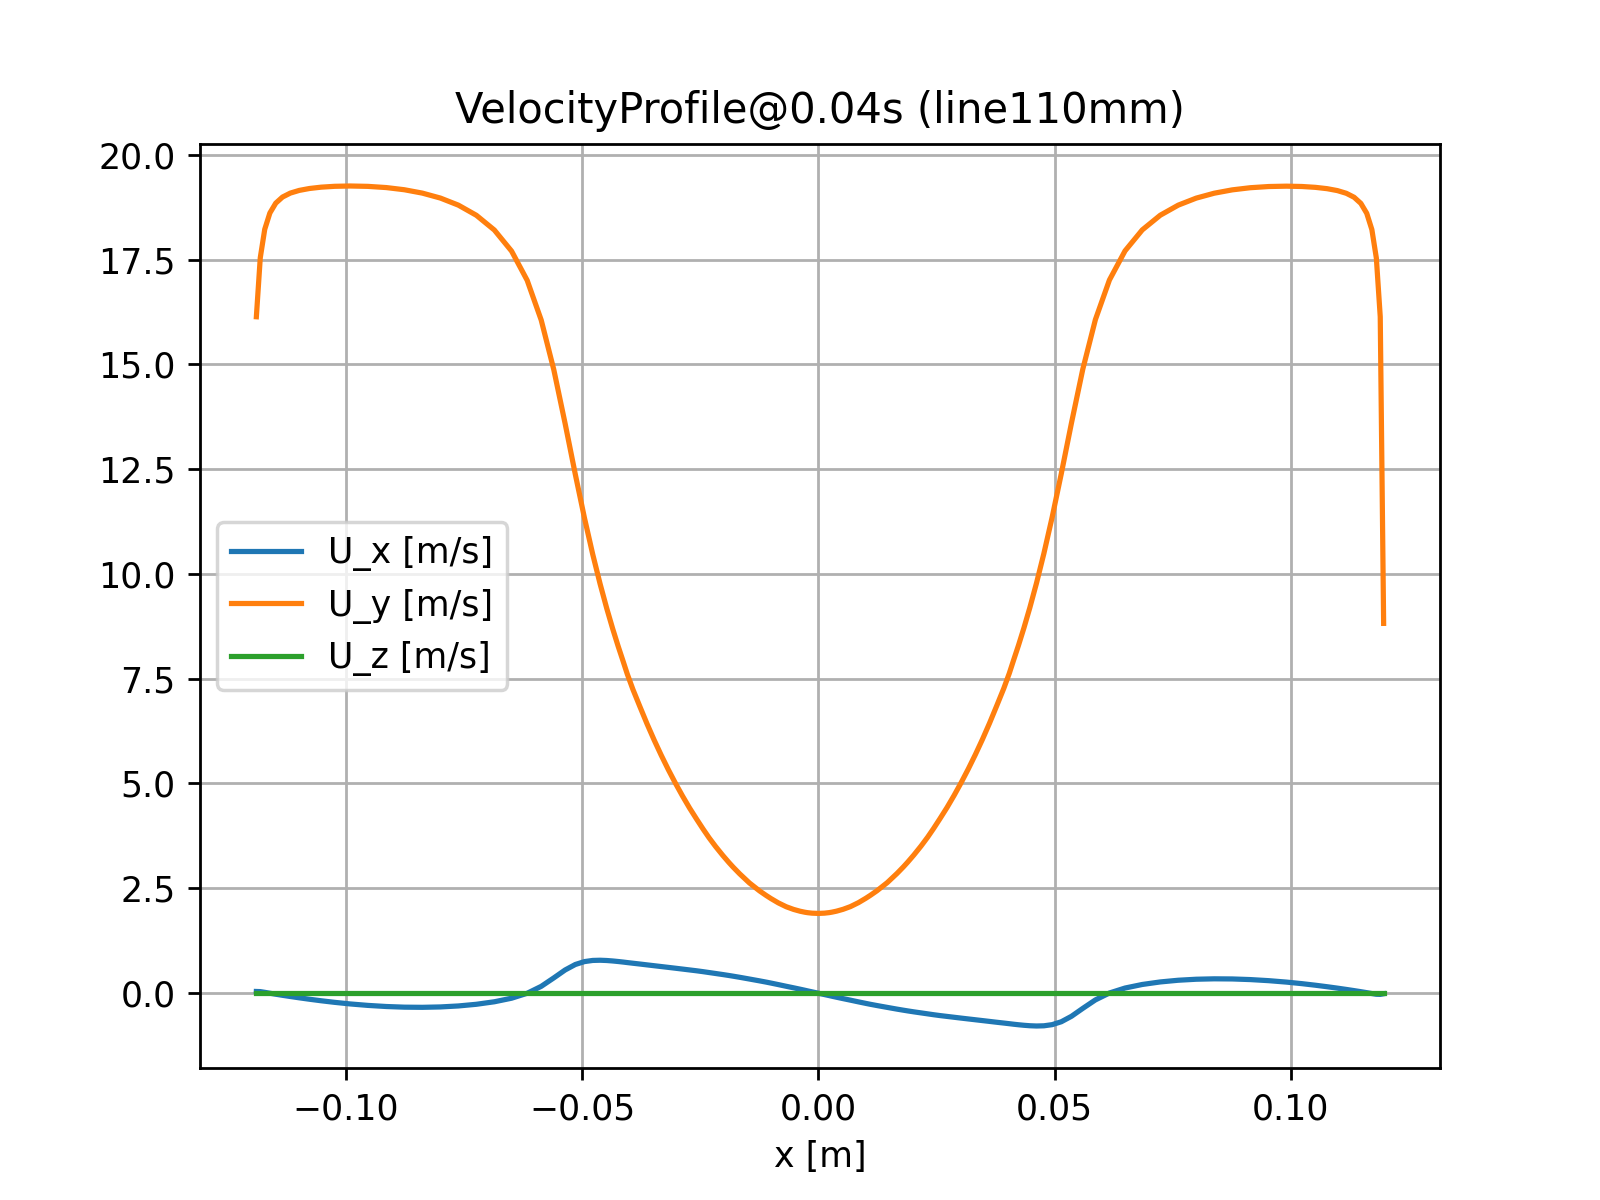 VelocityProfile@0.04s (line110mm)
20.0
17.5
15.0
12.5
10.0
7.5
5.0
2.5
0.0
U_x [m/s]
U_y [m/s]
U_z [m/s]
−0.10 −0.05 0.00 0.05 0.10
x [m]